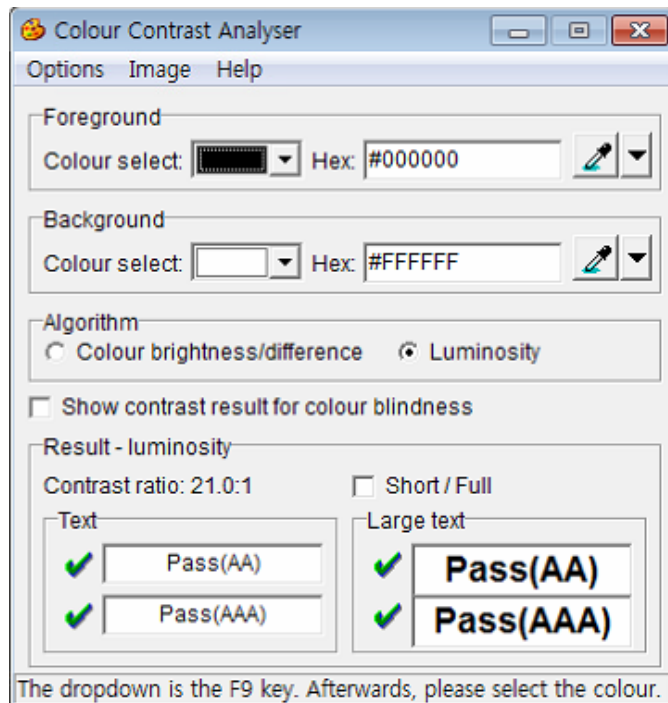 Colour Contrast Analyser
Options Image Help
Foreground
Colour select: Hex: #000000
Background
Colour select: Hex: #FFFFFF
Algorithm
Colour brightness/difference Luminosity
Show contrast result for colour blindness
Result - luminosity
Contrast ratio: 21.0:1 Short / Full
Text Large text
Pass(AA) Pass(AA)
Pass(AAA) Pass(AAA)
The dropdown is the F9 key. Afterwards, please select the colour.